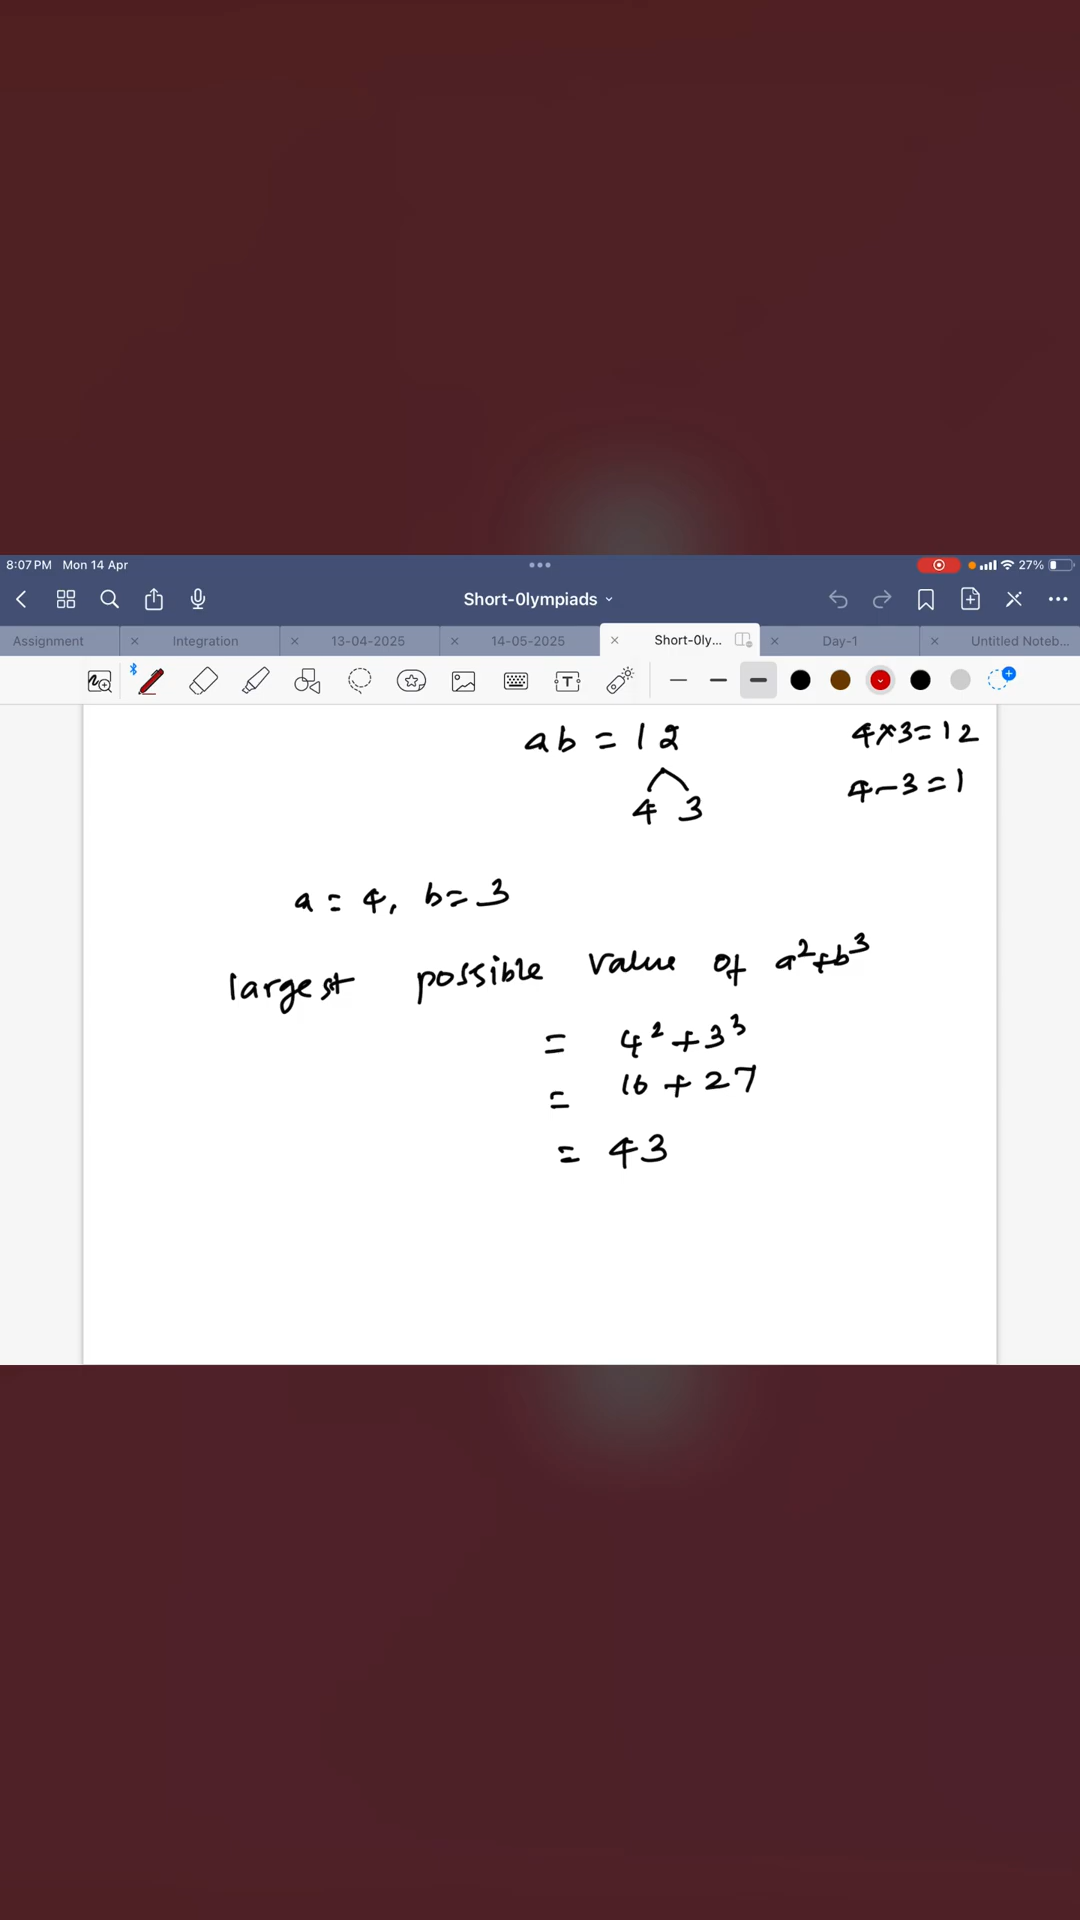 8:07 PM Mon 14 Apr
27%
Short-0lympiads
Assignment
Integration
13-04-2025
14-05-2025
Short-0ly...
Day-1
Untitled Noteb...
T
ab = 12
4 3
4×3=12
4-3=1
a = 4, b= 3
largest possible value of a²+b³
= 4² + 3³
= 16 + 27
= 43